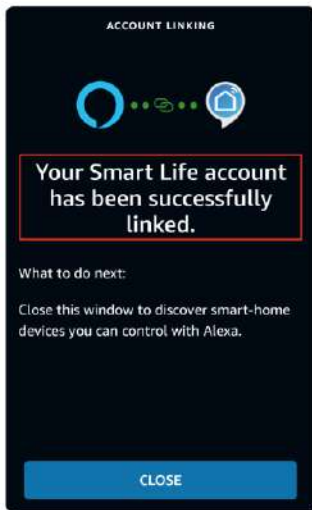 ACCOUNT LINKING
Your Smart Life account
has been successfully
linked.
What to do next:
Close this window to discover smart-home
devices you can control with Alexa.
CLOSE